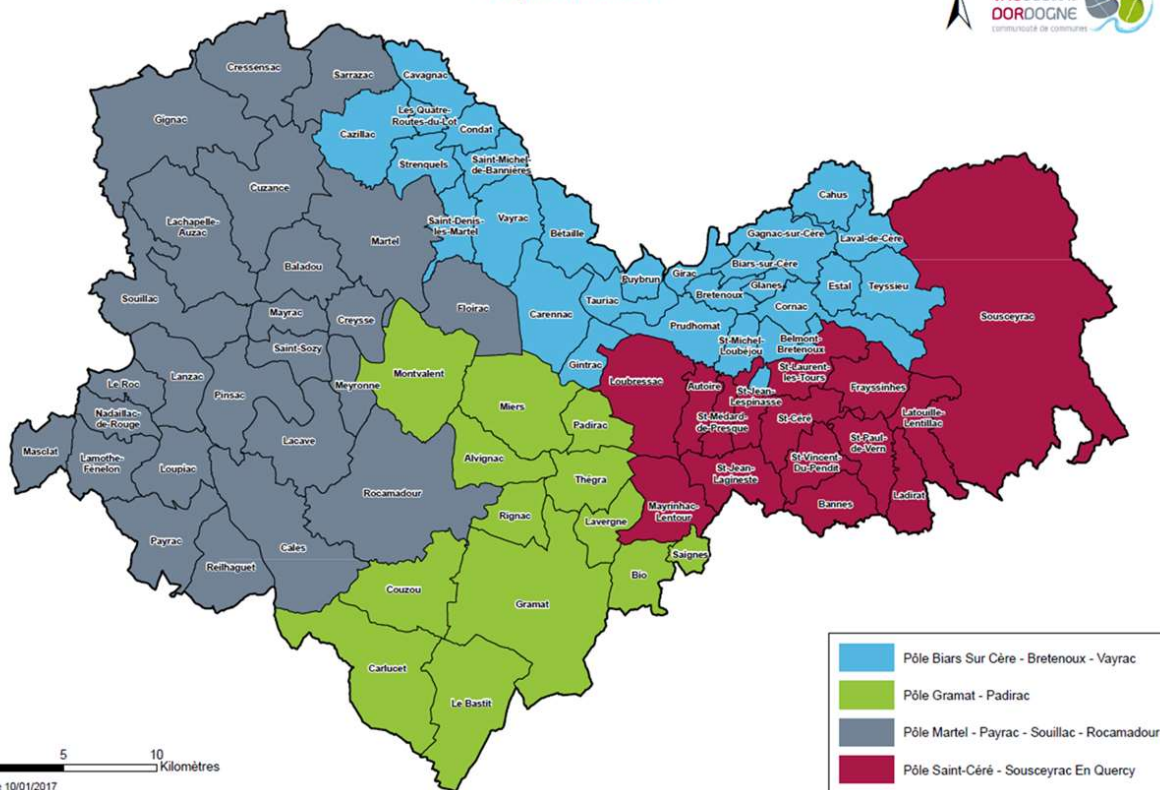 DORDOGNE
communauté de communes
Cressensac
Sarrazac
Cavagnac
Gignac
Les Quatre-
Routes-du-Lot
Condat
Cazillac
Strenquels
Saint-Michel-
de-Bannières
Cuzance
Cahus
Lachapelle-
Auzac
Martel
Saint-Denis-
lès-Martel
Vayrac
Bétaille
Gagnac-sur-Cère
Laval-de-Cère
Baladou
Biars-sur-Cère
Girac
Puybrun
Glanes
Estal
Teyssieu
Souillac
Mayrac
Creysse
Floirac
Carennac
Tauriac
Bretenoux
Cornac
Sousceyrac
Saint-Sozy
Prudhomat
St-Michel-
Loubéjou
Belmont-
Bretenoux
Gintrac
St-Laurent-
les-Tours
Lanzac
Pinsac
Meyronne
Montvalent
Loubressac
Autoire
St-Jean-
Lespinasse
Frayssinhes
Le Roc
Miers
Nadaillac-
de-Rouge
Padirac
St-Médard-
de-Presque
St-Céré
Latouille-
Lentillac
Masclat
Lamothe-
Fénelon
Loupiac
Lacave
Alvignac
St-Paul-
de-Vern
St-Vincent-
Du-Pendit
Thégra
St-Jean-
Lagineste
Rocamadour
Rignac
Lavergne
Mayrinhac-
Lentour
Bannes
Ladirat
Payrac
Reilhaguet
Cales
Saignes
Bio
Couzou
Gramat
Carlucet
Le Bastit
Pôle Biars Sur Cère - Bretenoux - Vayrac
Pôle Gramat - Padirac
Pôle Martel - Payrac - Souillac - Rocamadour
Pôle Saint-Céré - Sousceyrac En Quercy
5 10
Kilomètres
10/01/2017